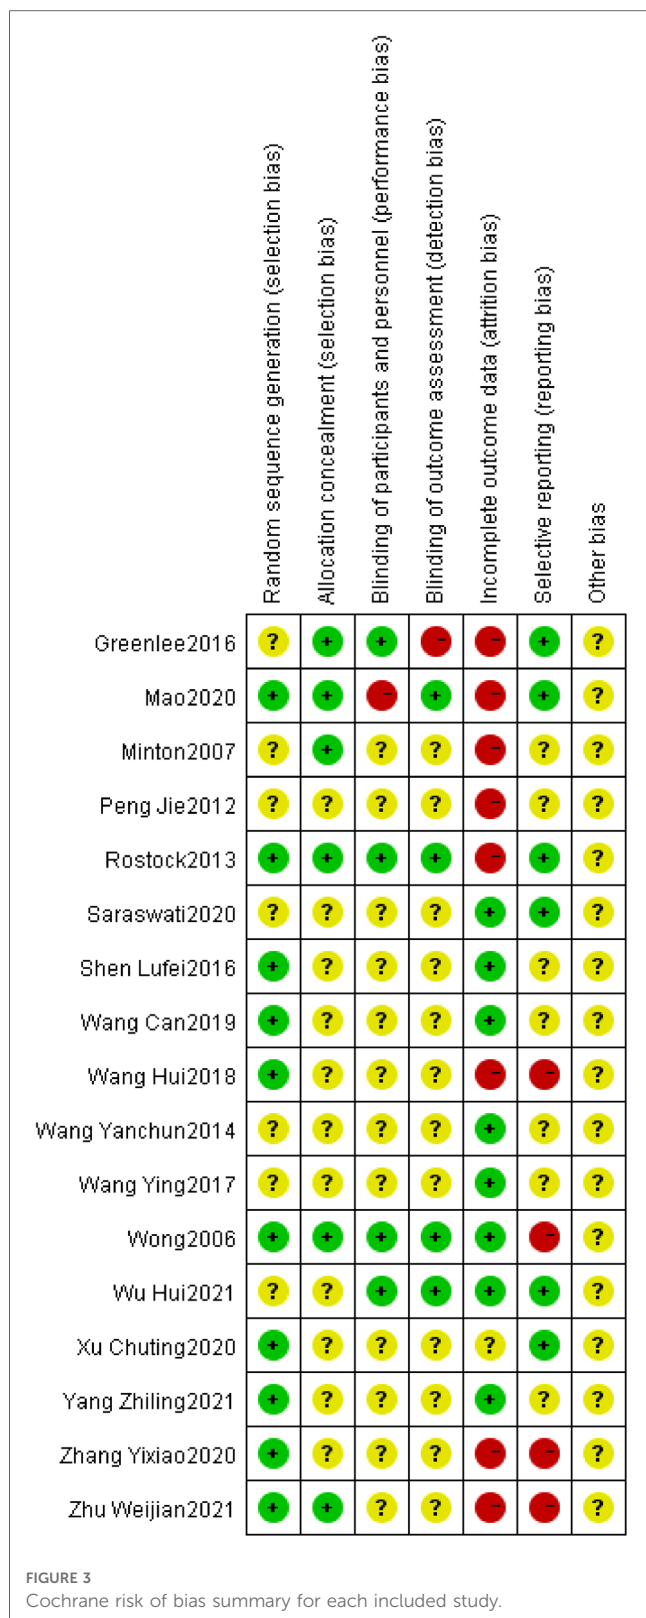 Random sequence generation (selection bias)
Allocation concealment (selection bias)
Blinding of participants and personnel (performance bias)
Blinding of outcome assessment (detection bias)
Incomplete outcome data (attrition bias)
Selective reporting (reporting bias)
Other bias
Greenlee2016 ? + + - - + ?
Mao2020 + + - + - + ?
Minton2007 ? + ? ? - ? ?
Peng Jie2012 ? ? ? ? - ? ?
Rostock2013 + + + + - + ?
Saraswati2020 ? ? ? ? + + ?
Shen Lufei2016 + ? ? ? + ? ?
Wang Can2019 + ? ? ? + ? ?
Wang Hui2018 + ? ? ? - - ?
Wang Yanchun2014 ? ? ? ? + ? ?
Wang Ying2017 ? ? ? ? + ? ?
Wong2006 + + + + + - ?
Wu Hui2021 ? ? + + + + ?
Xu Chuting2020 + ? ? ? ? + ?
Yang Zhiling2021 + ? ? ? + ? ?
Zhang Yixiao2020 + ? ? ? - - ?
Zhu Weijian2021 + + ? ? - - ?
FIGURE 3
Cochrane risk of bias summary for each included study.